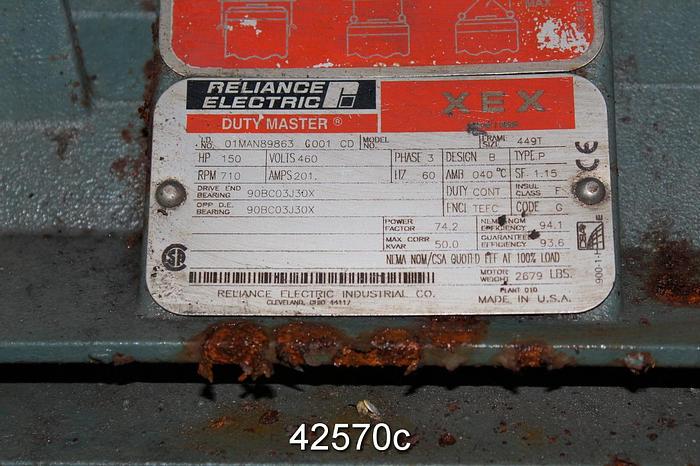 MAX
RELIANCE
ELECTRIC
XEX
DUTY MASTER ®
I.D. NO. 01MAN89863 G001 CD MODEL NO. FRAME SIZE 449T
HP 150 VOLTS 460 PHASE 3 DESIGN B TYPE P
RPM 710 AMPS 201. HZ 60 AMB 040 °C SF. 1.15
DRIVE END BEARING 90BC03J30X DUTY CONT INSUL CLASS F
OPP D.E. BEARING 90BC03J30X ENCL TEFC CODE G
POWER FACTOR 74.2 NEMA NOM EFFICIENCY 94.1
MAX CORR KVAR 50.0 GUARANTEED EFFICIENCY 93.6
NEMA NOM/CSA QUOTED EFF AT 100% LOAD
MOTOR WEIGHT 2679 LBS.
RELIANCE ELECTRIC INDUSTRIAL CO.
CLEVELAND, OHIO 44117
PLANT 010
MADE IN U.S.A.
CE
42570c